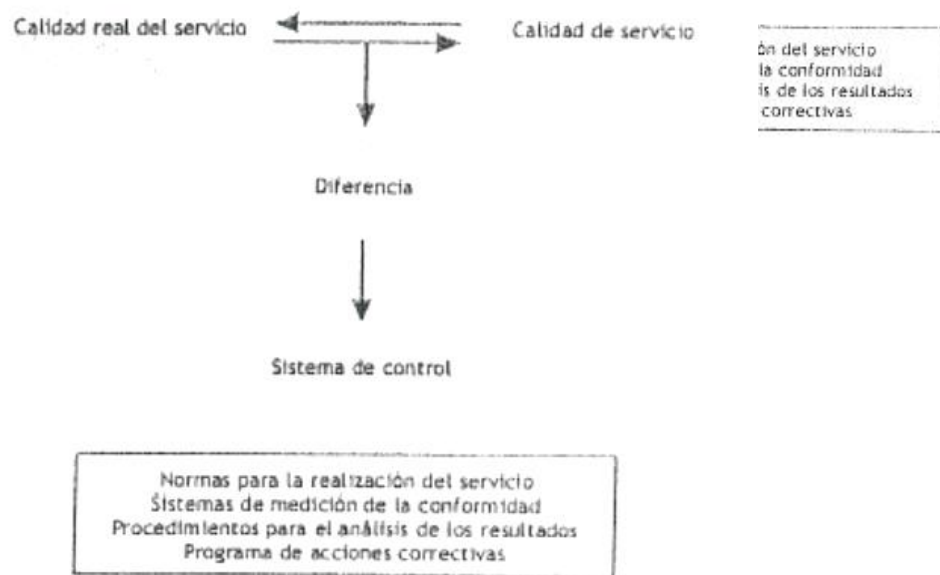 Calidad real del servicio
Calidad de servicio
ón del servicio
la conformidad
is de los resultados
correctivas
Diferencia
Sistema de control
Normas para la realización del servicio
Sistemas de medición de la conformidad
Procedimientos para el análisis de los resultados
Programa de acciones correctivas